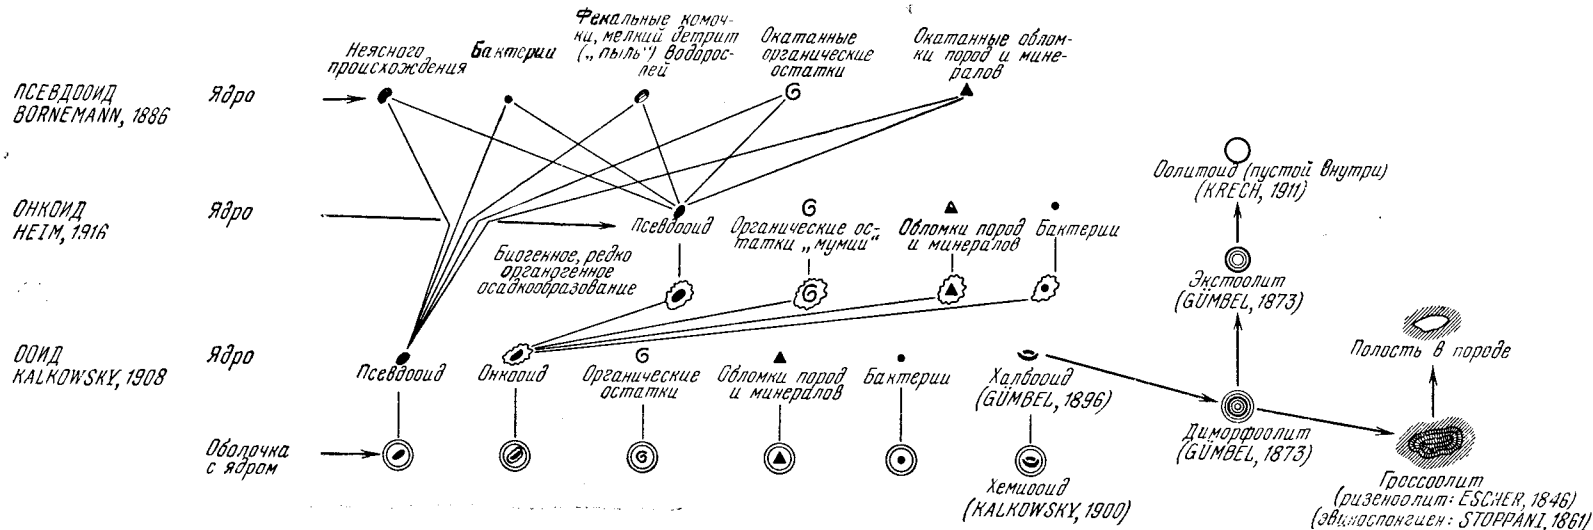 Неясного
происхождения
Бактерии
Фекальные комоч-
ки, мелкий детрит
(„пыль“) водорос-
лей
Окатанные
органические
остатки
Окатанные облом-
ки пород и мине-
ралов
ПСЕВДООИД
BORNEMANN, 1886
Ядро
ОНКОИД
HEIM, 1916
Ядро
Псевдооид
Органические ос-
татки „мумии“
Обломки пород
и минералов
Бактерии
Биогенное, редко
органогенное
осадкообразование
Оолитоид (пустой внутри)
(KRECH, 1911)
Экстоолит
(GÜMBEL, 1873)
ООИД
KALKOWSKY, 1908
Ядро
Псевдооид
Онкооид
Органические
остатки
Обломки пород
и минералов
Бактерии
Халбооид
(GÜMBEL, 1896)
Полость в породе
Диморфоолит
(GÜMBEL, 1873)
Оболочка
с ядром
Хемиооид
(KALKOWSKY, 1900)
Гроссоолит
(ризеноолит: ESCHER, 1846)
(эвиноспонгиен: STOPPANI, 1861)